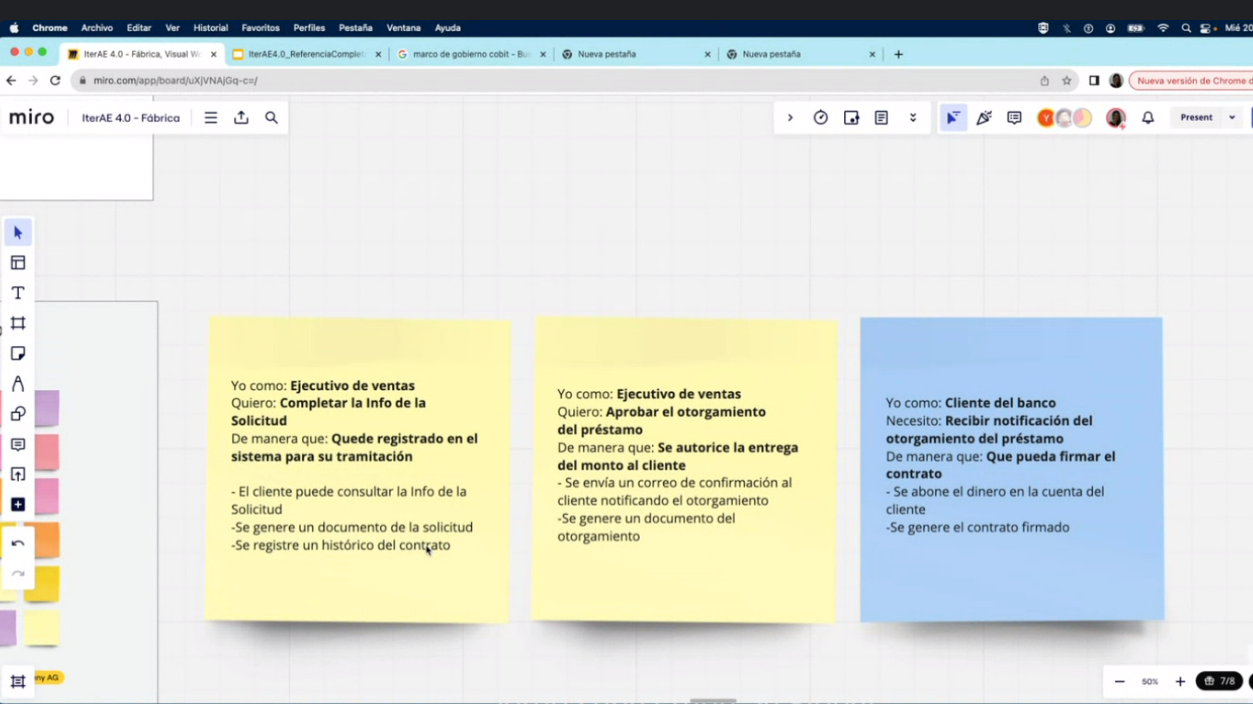 Chrome Archivo Editar Ver Historial Favoritos Perfiles Pestaña Ventana Ayuda
IterAE 4.0 - Fábrica, Visual
IterAE4.0_ReferenciaComplet
marco de gobierno cobit - Bu
Nueva pestaña
Nueva pestaña
miro.com/app/board/uXjVNAjGq-c=/
Nueva versión de Chrome d
miro
IterAE 4.0 - Fábrica
Y
Present
Yo como: Ejecutivo de ventas
Quiero: Completar la Info de la
Solicitud
De manera que: Quede registrado en el
sistema para su tramitación
- El cliente puede consultar la Info de la
Solicitud
-Se genere un documento de la solicitud
-Se registre un histórico del contrato
Yo como: Ejecutivo de ventas
Quiero: Aprobar el otorgamiento
del préstamo
De manera que: Se autorice la entrega
del monto al cliente
- Se envía un correo de confirmación al
cliente notificando el otorgamiento
-Se genere un documento del
otorgamiento
Yo como: Cliente del banco
Necesito: Recibir notificación del
otorgamiento del préstamo
De manera que: Que pueda firmar el
contrato
- Se abone el dinero en la cuenta del
cliente
-Se genere el contrato firmado
ny AG
50%
7/8